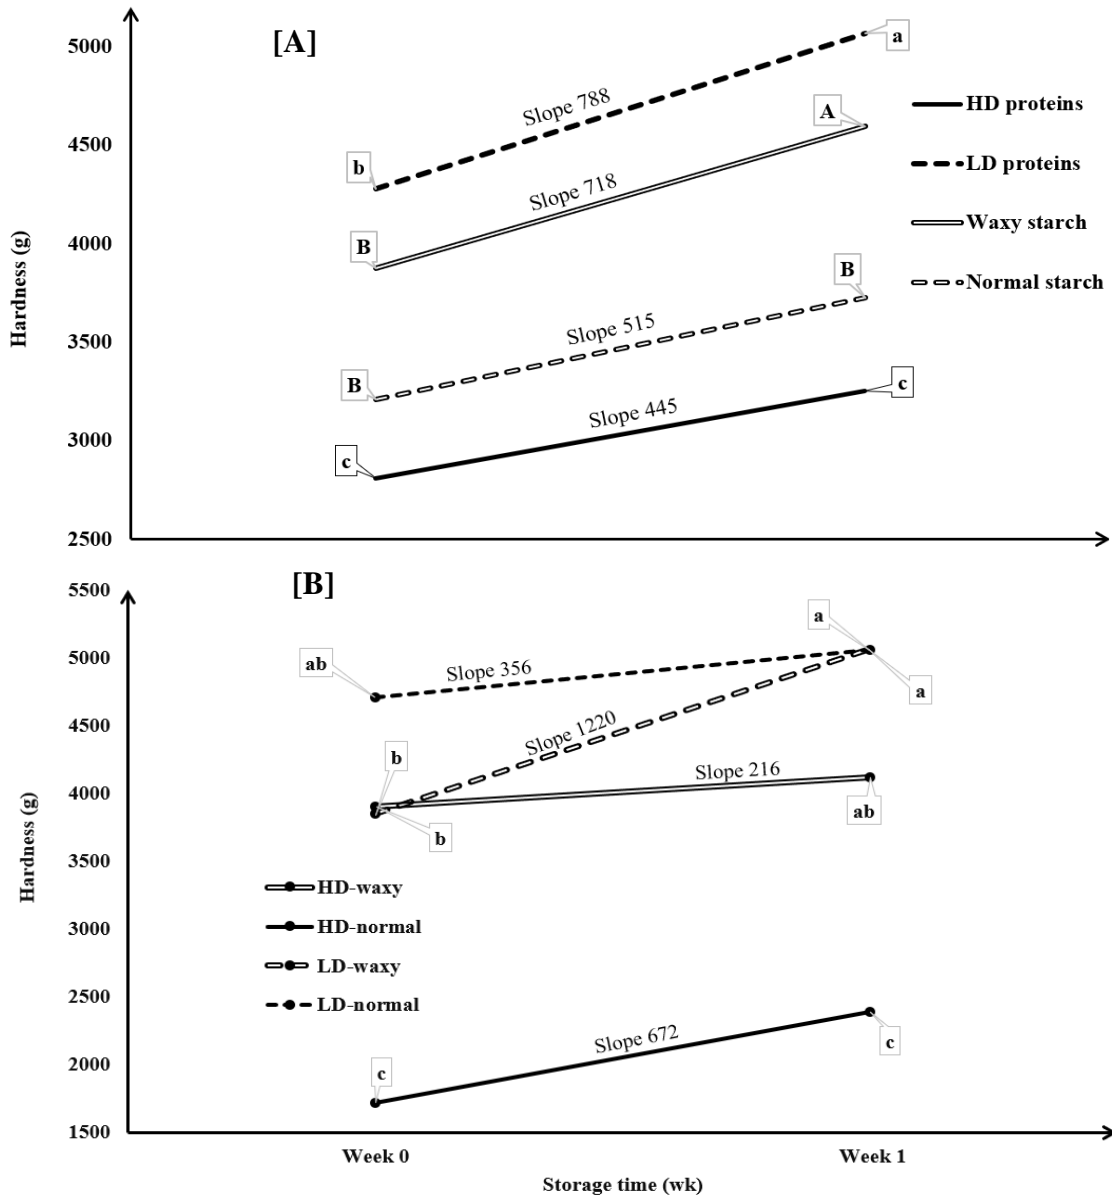 [A]
5000
4500
4000
3500
3000
2500
Hardness (g)
a
Slope 788
A
b
Slope 718
B
B
Slope 515
B
c
Slope 445
c
HD proteins
LD proteins
Waxy starch
Normal starch
[B]
5500
5000
4500
4000
3500
3000
2500
2000
1500
Hardness (g)
a
ab
Slope 356
a
Slope 1220
b
Slope 216
ab
b
HD-waxy
HD-normal
LD-waxy
LD-normal
Slope 672
c
c
Week 0
Week 1
Storage time (wk)